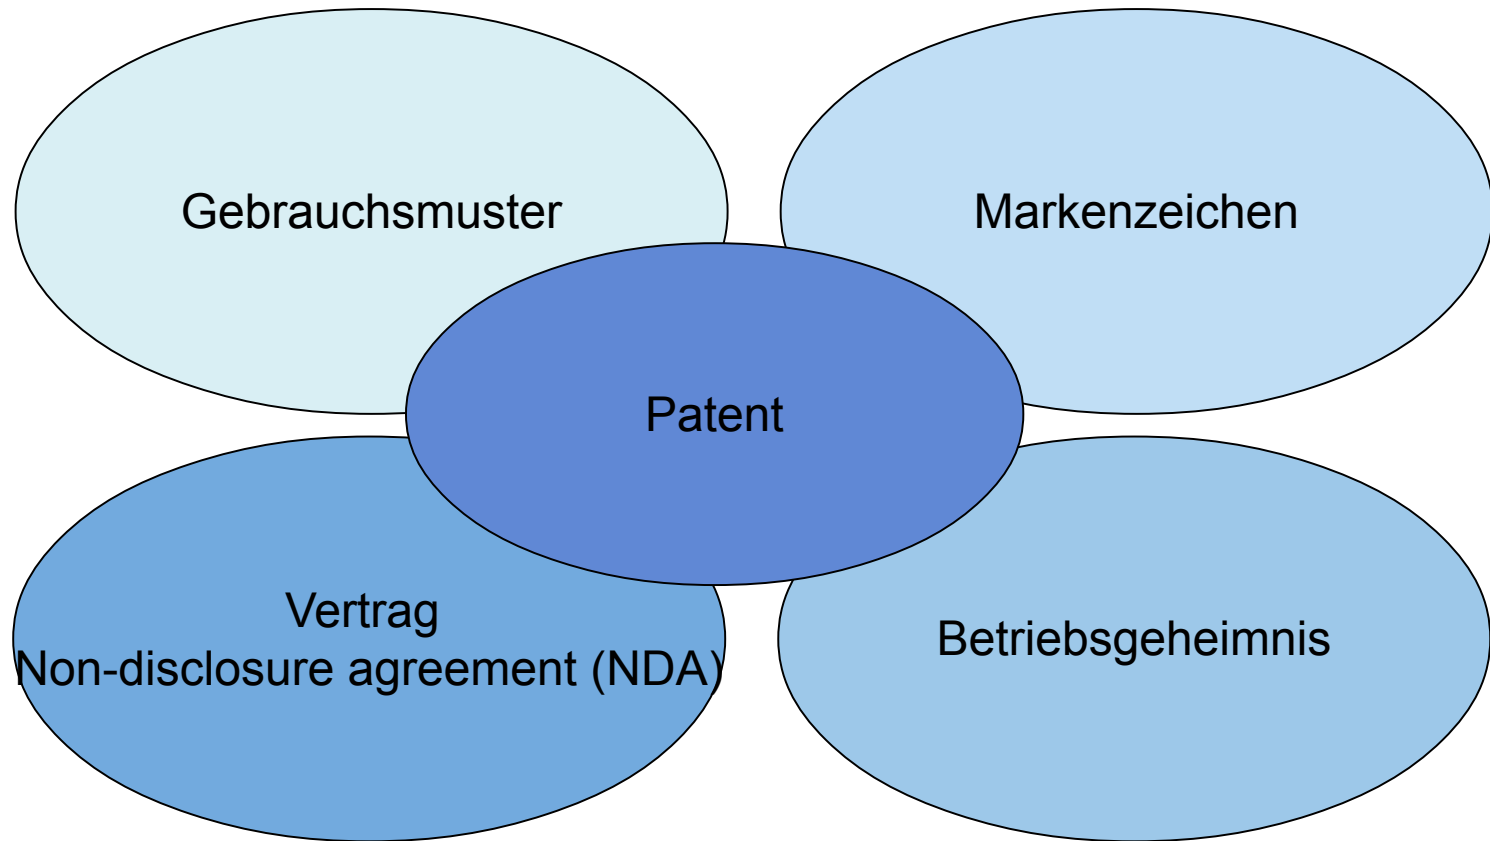 Gebrauchsmuster
Markenzeichen
Patent
Vertrag
Non-disclosure agreement (NDA)
Betriebsgeheimnis